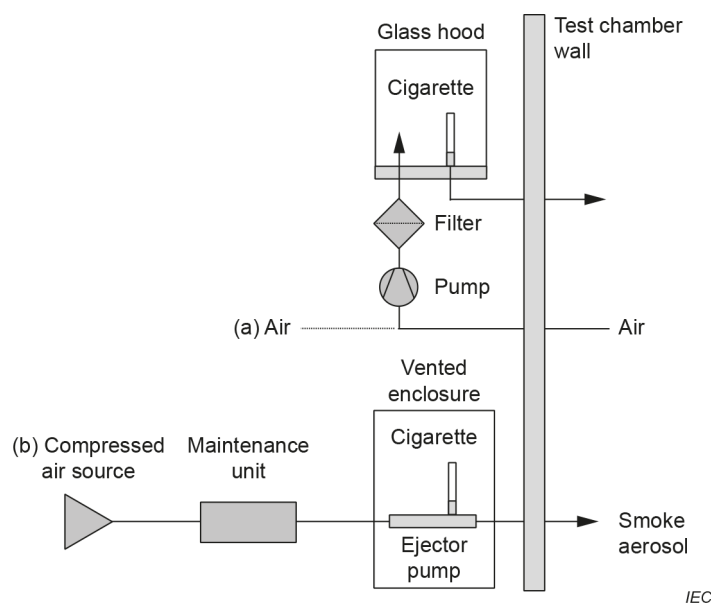 Glass hood
Test chamber
wall
Cigarette
Filter
Pump
(a) Air
Air
Vented
enclosure
(b) Compressed
air source
Maintenance
unit
Cigarette
Ejector
pump
Smoke
aerosol
IEC